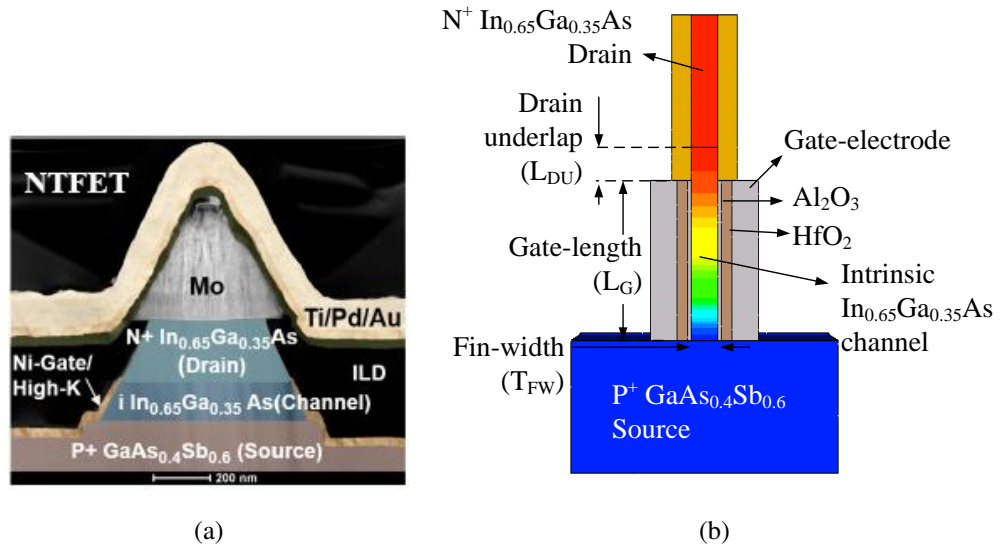 NTFET
Mo
Ti/Pd/Au
N+ In0.65Ga0.35As
(Drain)
Ni-Gate/
High-K
ILD
i In0.65Ga0.35 As(Channel)
P+ GaAs0.4Sb0.6 (Source)
200 nm
(a)
N+ In0.65Ga0.35As
Drain
Drain
underlap
(LDU)
Gate-electrode
Al2O3
HfO2
Gate-length
(LG)
Intrinsic
In0.65Ga0.35As
channel
Fin-width
(TFW)
P+ GaAs0.4Sb0.6
Source
(b)